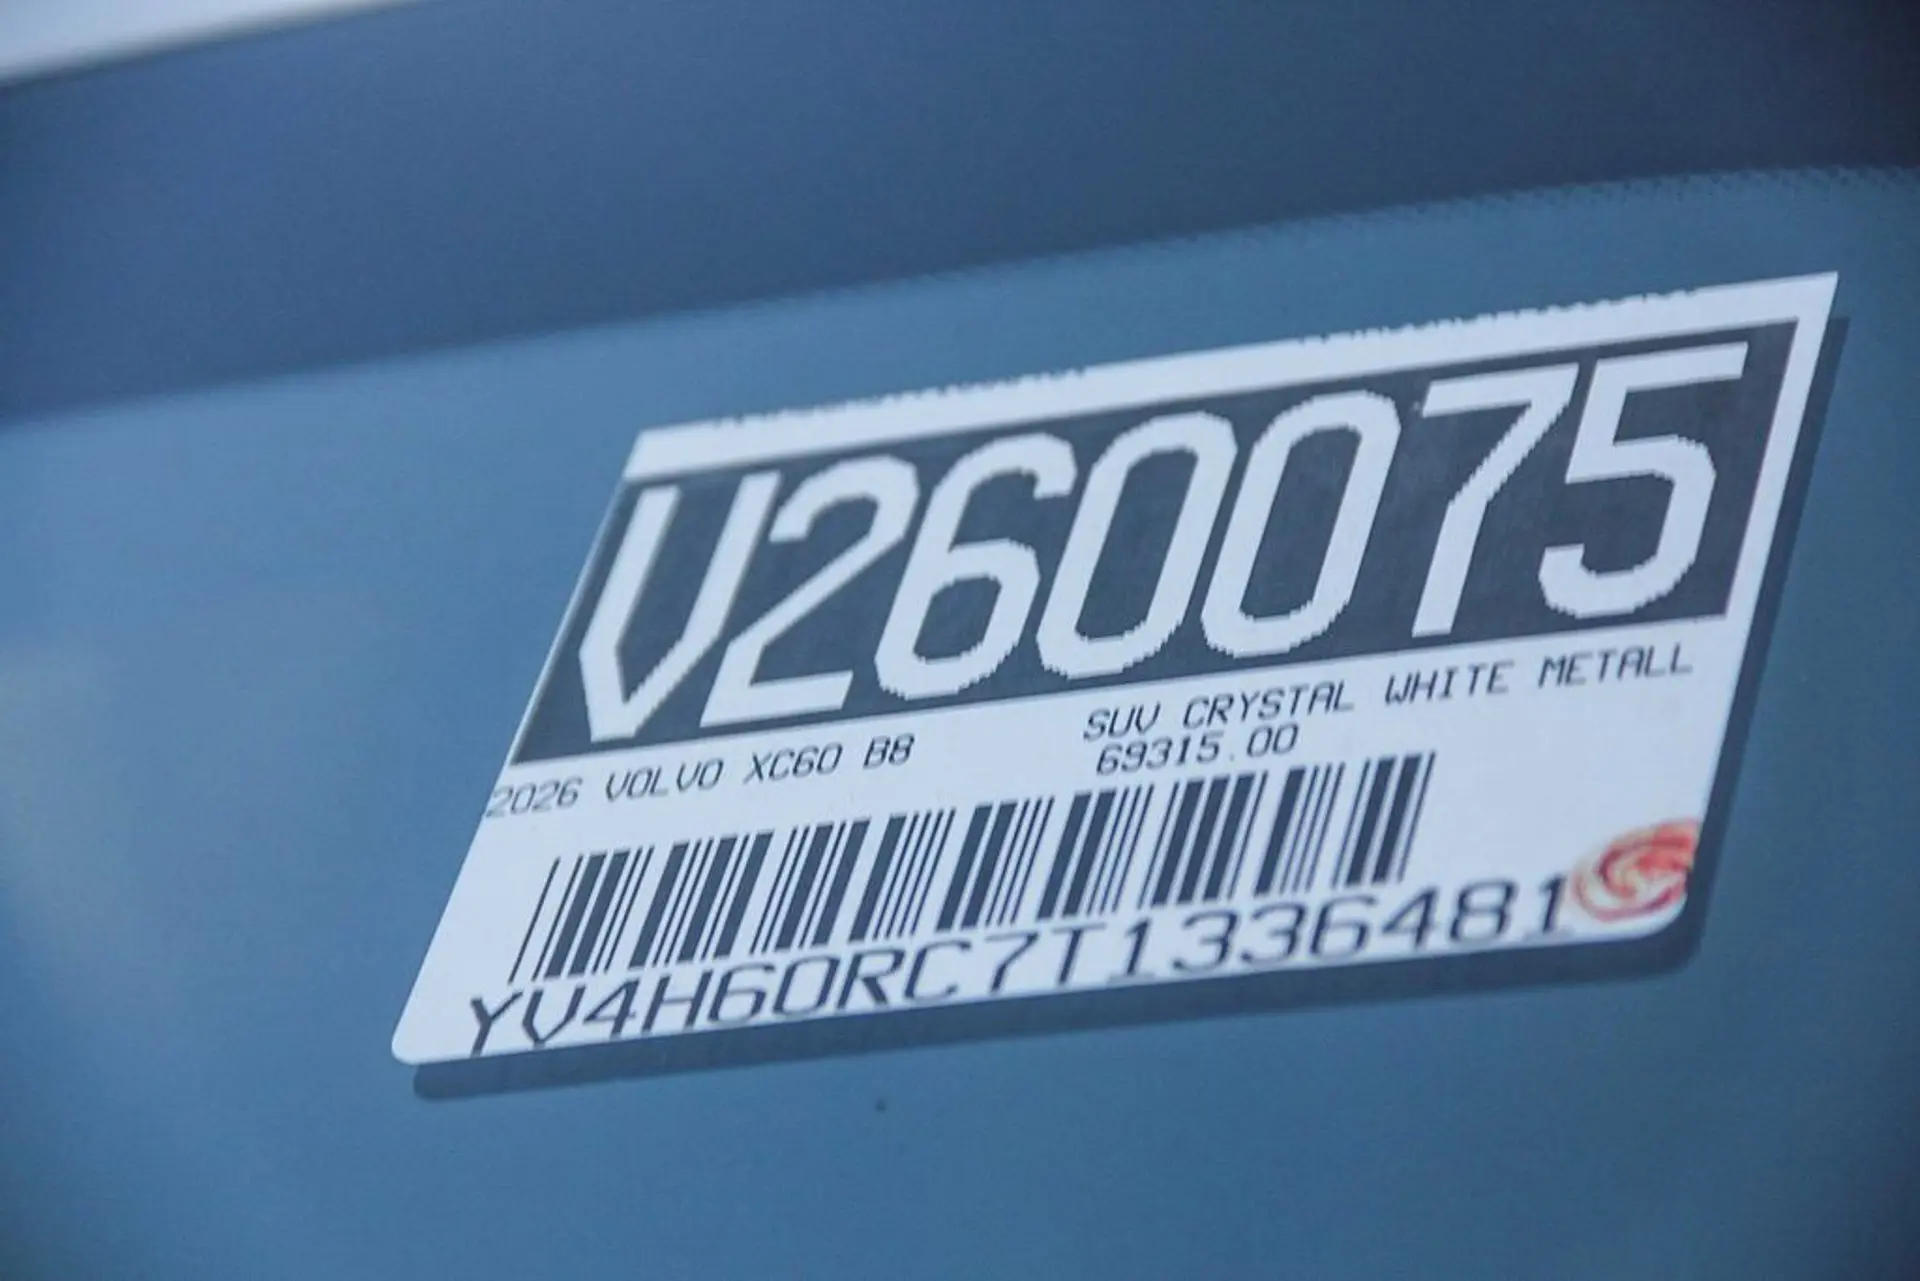 V260075
2026 VOLVO XC60 B8 SUV CRYSTAL WHITE METALL
69315.00
YV4H60RC7T1336481